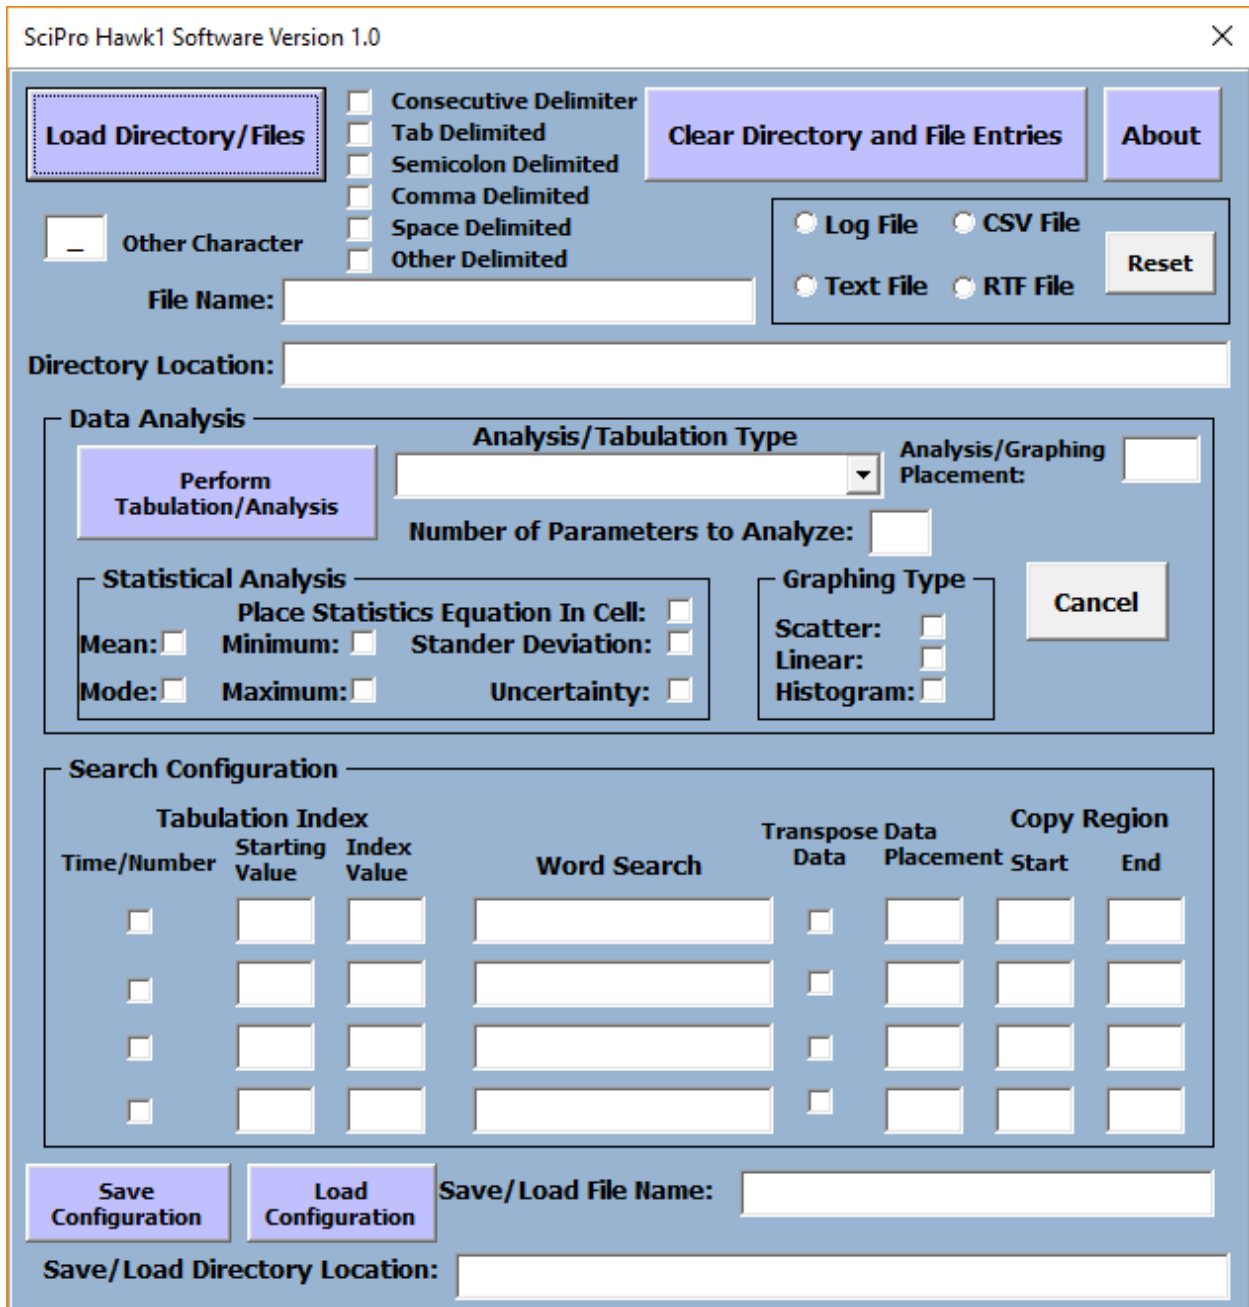 SciPro Hawk1 Software Version 1.0
Load Directory/Files
Consecutive Delimiter
Tab Delimited
Semicolon Delimited
Comma Delimited
Space Delimited
Other Delimited
Clear Directory and File Entries
About
_
Other Character
Log File
CSV File
Text File
RTF File
Reset
File Name:
Directory Location:
Data Analysis
Perform
Tabulation/Analysis
Analysis/Tabulation Type
Analysis/Graphing
Placement:
Number of Parameters to Analyze:
Statistical Analysis
Place Statistics Equation In Cell:
Mean:
Minimum:
Stander Deviation:
Mode:
Maximum:
Uncertainty:
Graphing Type
Scatter:
Linear:
Histogram:
Cancel
Search Configuration
Tabulation Index
Time/Number
Starting
Value
Index
Value
Word Search
Transpose
Data
Data
Placement
Copy Region
Start
End
Save
Configuration
Load
Configuration
Save/Load File Name:
Save/Load Directory Location: